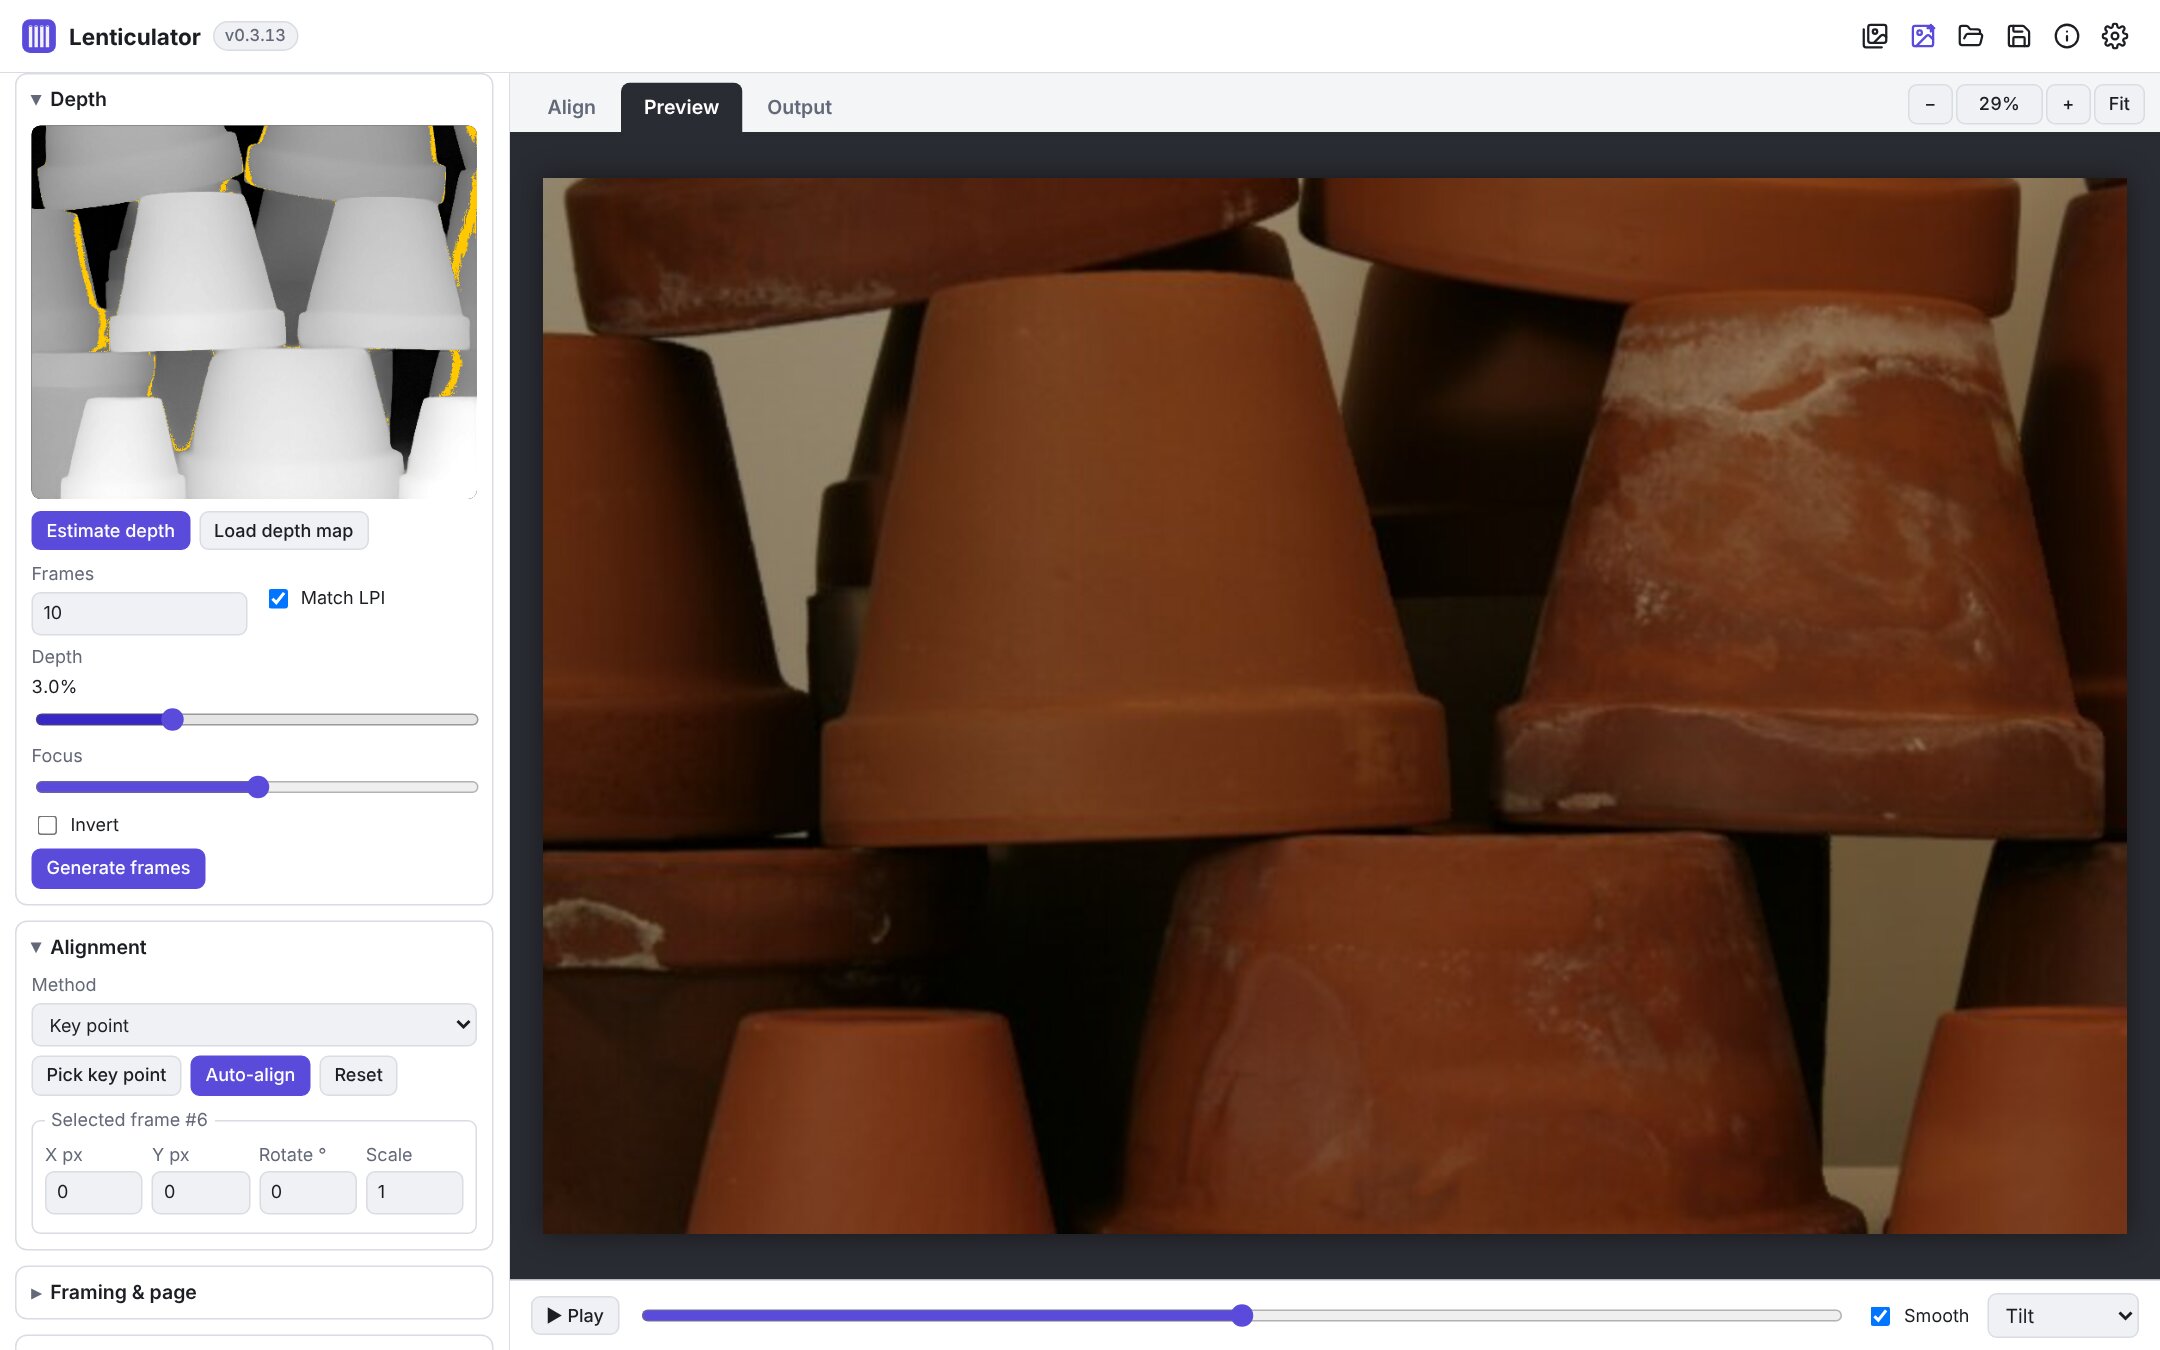 Lenticulator v0.3.13
Depth
Estimate depth Load depth map
Frames
10
Match LPI
Depth
3.0%
Focus
Invert
Generate frames
Alignment
Method
Key point
Pick key point Auto-align Reset
Selected frame #6
X px Y px Rotate ° Scale
0 0 0 1
Framing & page
Align Preview Output
− 29% + Fit
Play
Smooth Tilt